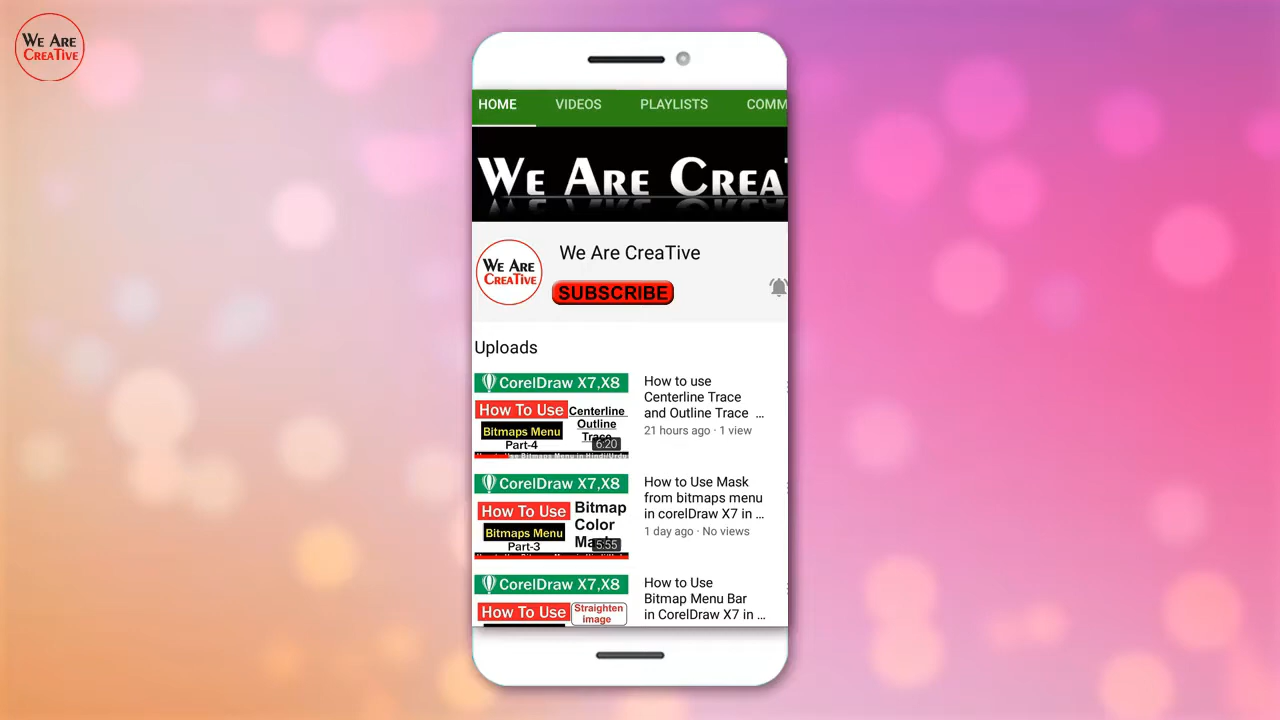 We Are
CreaTive
HOME VIDEOS PLAYLISTS COMM
We Are Crea
We Are CreaTive
We Are
CreaTive
SUBSCRIBE
Uploads
CorelDraw X7,X8
How To Use Centerline
Outline
Trace
Bitmaps Menu
Part-4
6:20
How to use
Centerline Trace
and Outline Trace ...
21 hours ago · 1 view
CorelDraw X7,X8
How To Use Bitmap
Color
Bitmaps Menu
Part-3
5:55
How to Use Mask
from bitmaps menu
in corelDraw X7 in ...
1 day ago · No views
CorelDraw X7,X8
How To Use Straighten
image
How to Use
Bitmap Menu Bar
in CorelDraw X7 in ...